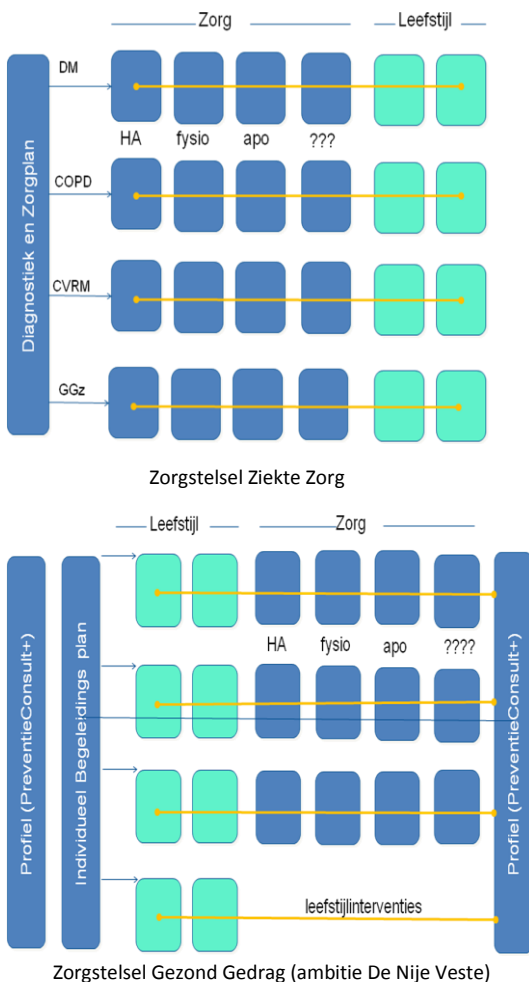 Zorg Leefstijl
Diagnostiek en Zorgplan
DM
HA fysio apo ???
COPD
CVRM
GGz
Zorgstelsel Ziekte Zorg
Leefstijl Zorg
Profiel (PreventieConsult+)
Individueel Begeleidings plan
HA fysio apo ????
leefstijlinterventies
Profiel (PreventieConsult+)
Zorgstelsel Gezond Gedrag (ambitie De Nije Veste)